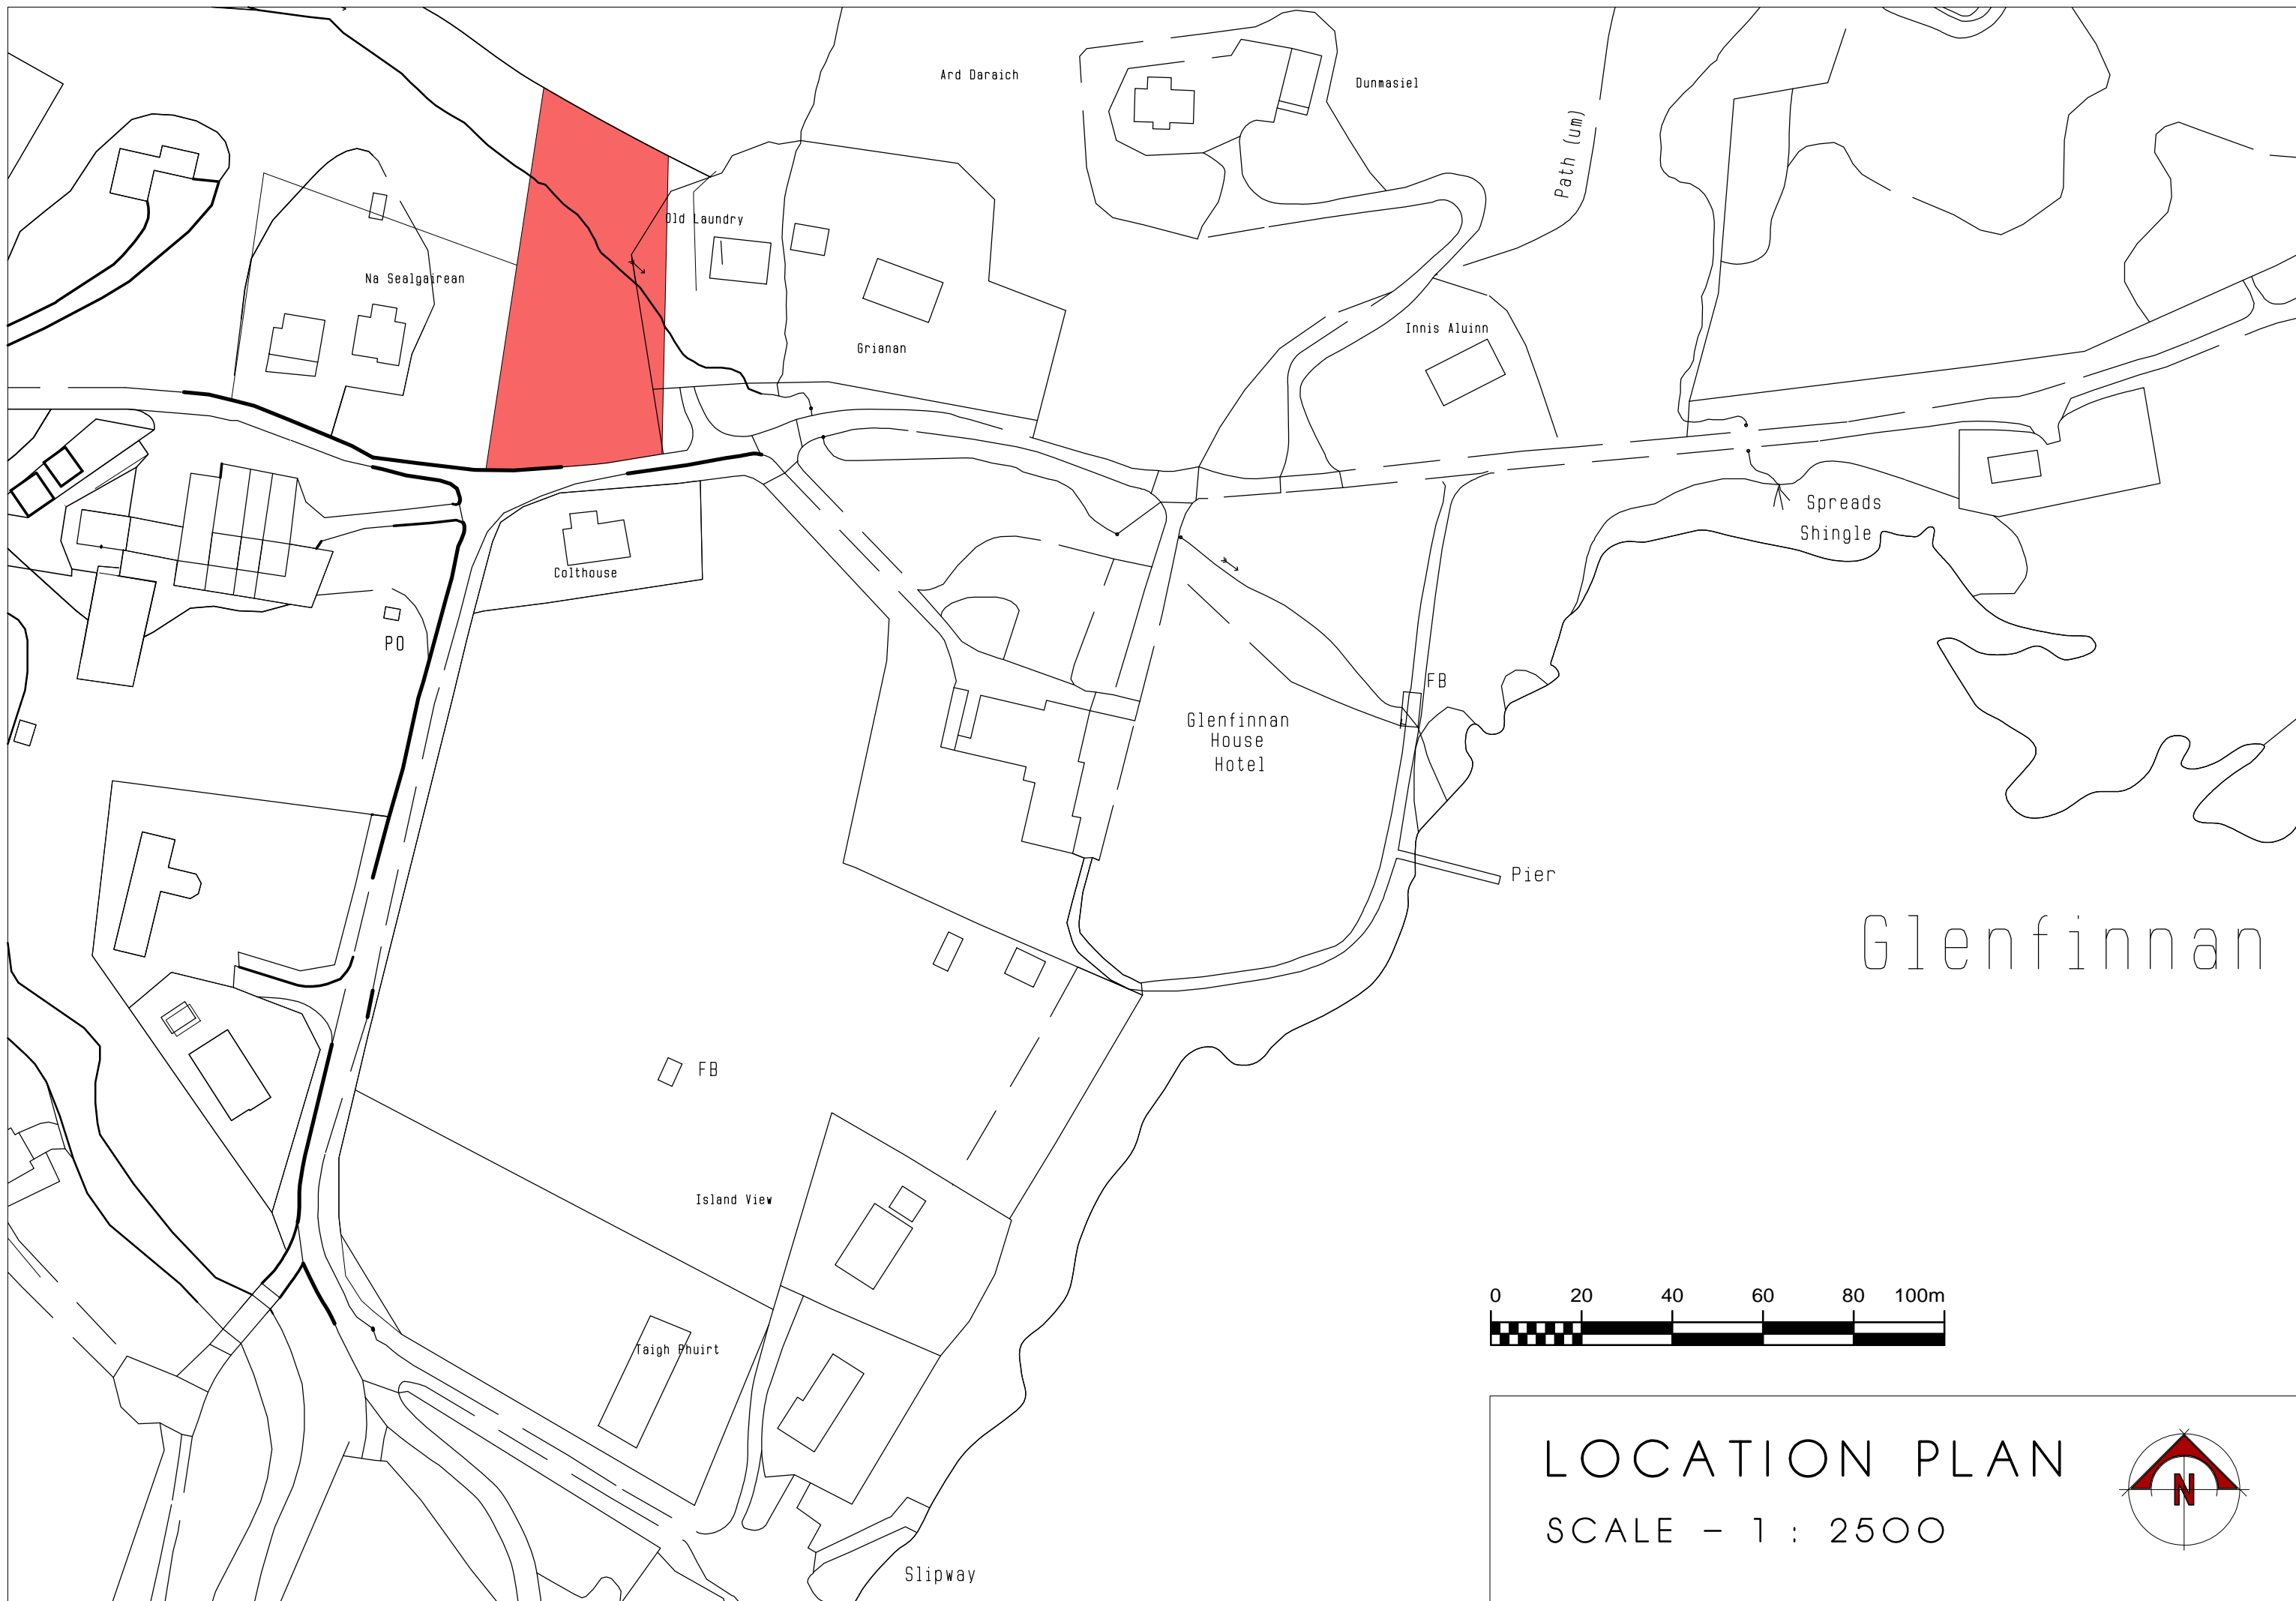 Ard Daraich
Dunmasiel
Path (um)
Old Laundry
Na Sealgairean
Innis Aluinn
Grianan
Spreads
Shingle
Colthouse
PO
FB
Glenfinnan
House
Hotel
Pier
Glenfinnan
FB
Island View
Taigh Phuirt
Slipway
0 20 40 60 80 100m
LOCATION PLAN
SCALE - 1 : 2500
N